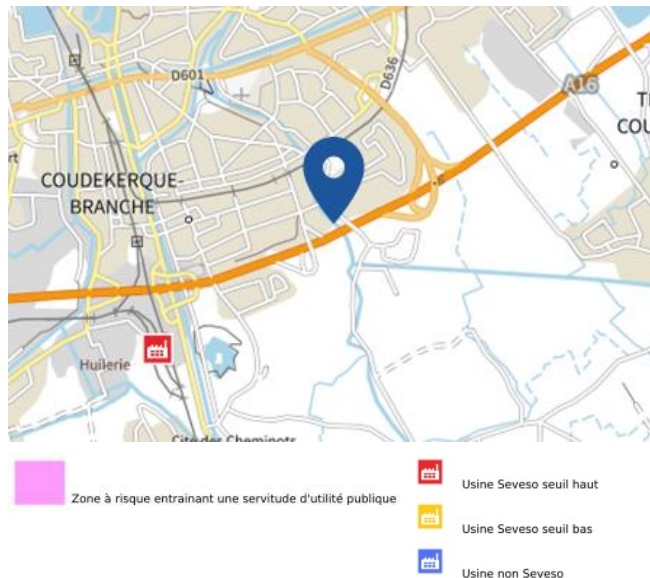 D601
D636
A16
COUDEKERQUE-
BRANCHE
Huilerie
Cité des Cheminots
Zone à risque entrainant une servitude d'utilité publique
Usine Seveso seuil haut
Usine Seveso seuil bas
Usine non Seveso